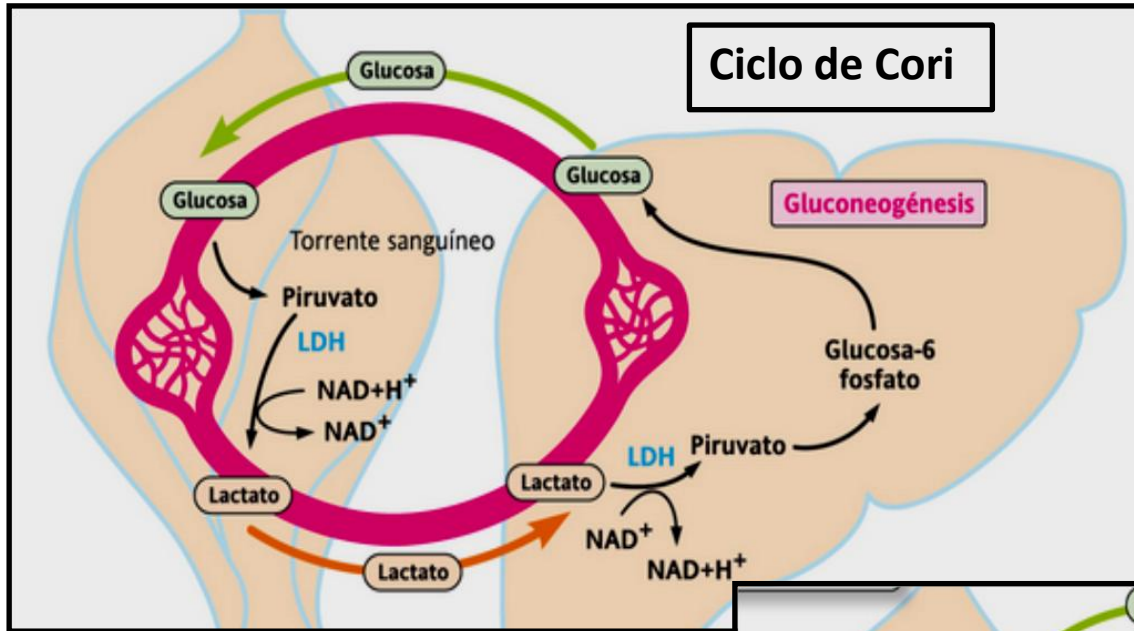 Ciclo de Cori
Glucosa
Glucosa
Glucosa
Gluconeogénesis
Torrente sanguíneo
Piruvato
LDH
NAD+H⁺
NAD⁺
Glucosa-6
fosfato
LDH
Piruvato
Lactato
Lactato
NAD⁺
NAD+H⁺
Lactato